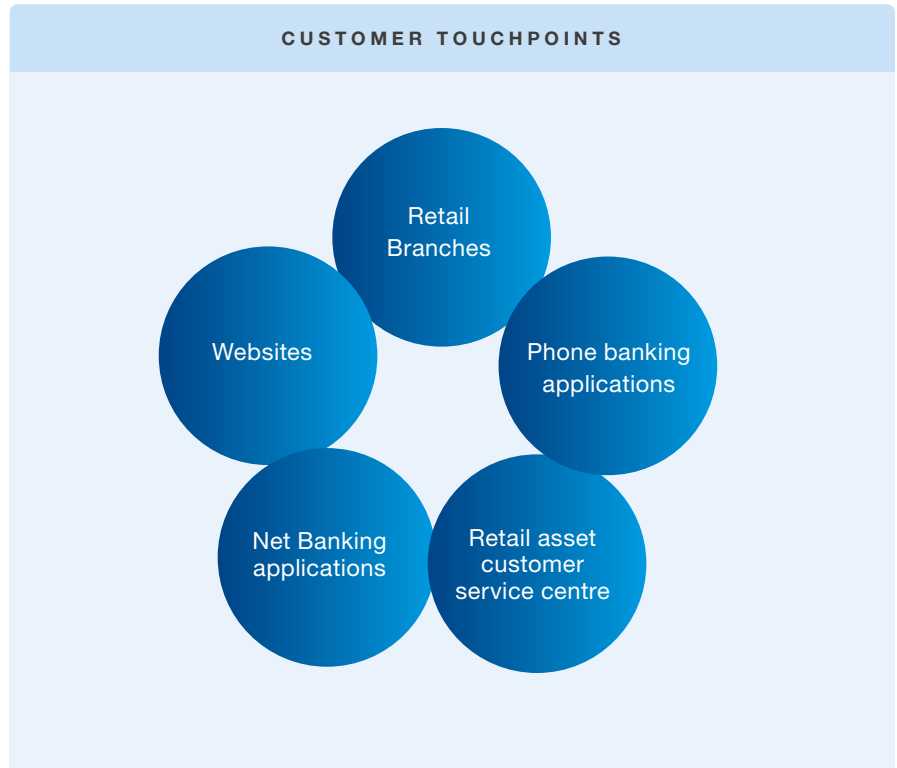 CUSTOMER TOUCHPOINTS
Retail
Branches
Websites
Phone banking
applications
Net Banking
applications
Retail asset
customer
service centre